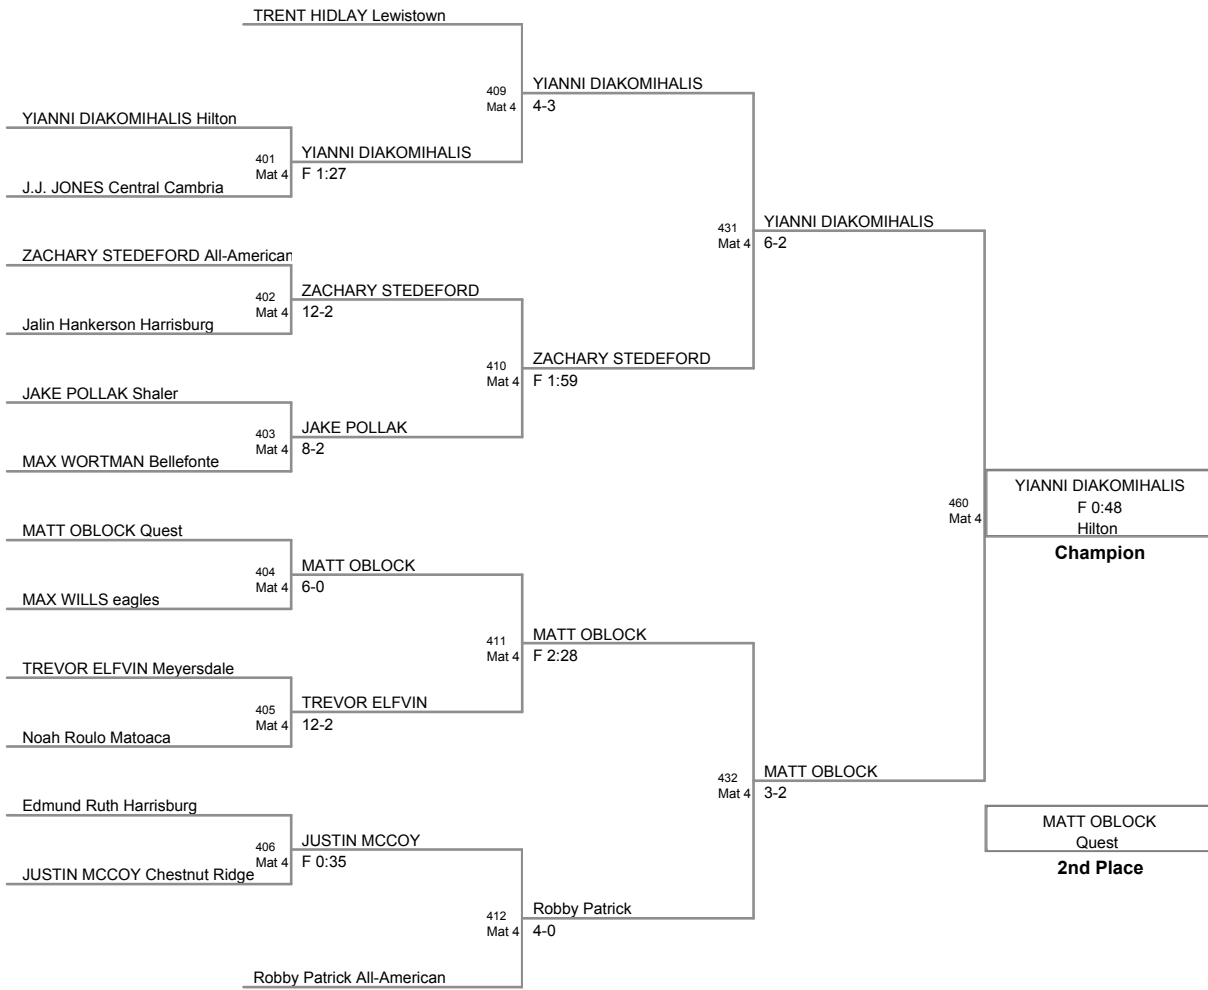 TRENT HIDLAY Lewistown
409
Mat 4
YIANNI DIAKOMIHALIS
4-3
YIANNI DIAKOMIHALIS Hilton
401
Mat 4
YIANNI DIAKOMIHALIS
F 1:27
J.J. JONES Central Cambria
431
Mat 4
YIANNI DIAKOMIHALIS
6-2
ZACHARY STEDEFORD All-American
402
Mat 4
ZACHARY STEDEFORD
12-2
Jalin Hankerson Harrisburg
410
Mat 4
ZACHARY STEDEFORD
F 1:59
JAKE POLLAK Shaler
403
Mat 4
JAKE POLLAK
8-2
MAX WORTMAN Bellefonte
460
Mat 4
YIANNI DIAKOMIHALIS
F 0:48
Hilton
Champion
MATT OBLOCK Quest
404
Mat 4
MATT OBLOCK
6-0
MAX WILLS eagles
411
Mat 4
MATT OBLOCK
F 2:28
TREVOR ELFVIN Meyersdale
405
Mat 4
TREVOR ELFVIN
12-2
Noah Roulo Matoaca
432
Mat 4
MATT OBLOCK
3-2
Edmund Ruth Harrisburg
406
Mat 4
JUSTIN MCCOY
F 0:35
JUSTIN MCCOY Chestnut Ridge
MATT OBLOCK
Quest
2nd Place
412
Mat 4
Robby Patrick
4-0
Robby Patrick All-American